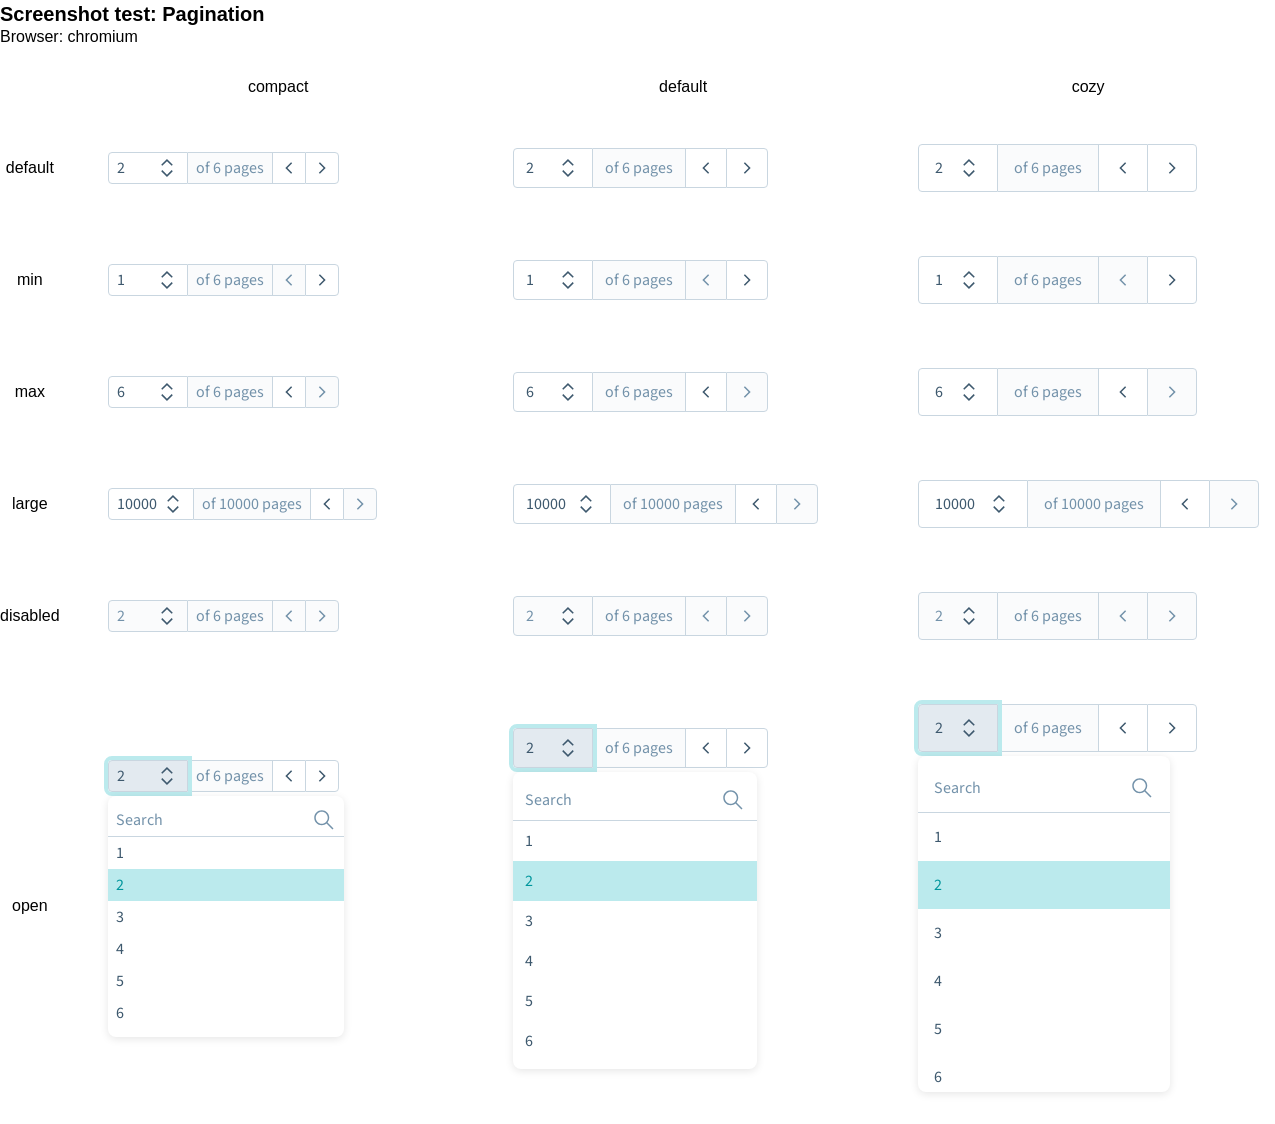 Screenshot test: Pagination
Browser: chromium
compact default cozy
default 2 of 6 pages 2 of 6 pages 2 of 6 pages
min 1 of 6 pages 1 of 6 pages 1 of 6 pages
max 6 of 6 pages 6 of 6 pages 6 of 6 pages
large 10000 of 10000 pages 10000 of 10000 pages 10000 of 10000 pages
disabled 2 of 6 pages 2 of 6 pages 2 of 6 pages
open
2 of 6 pages
Search
1
2
3
4
5
6
2 of 6 pages
Search
1
2
3
4
5
6
2 of 6 pages
Search
1
2
3
4
5
6